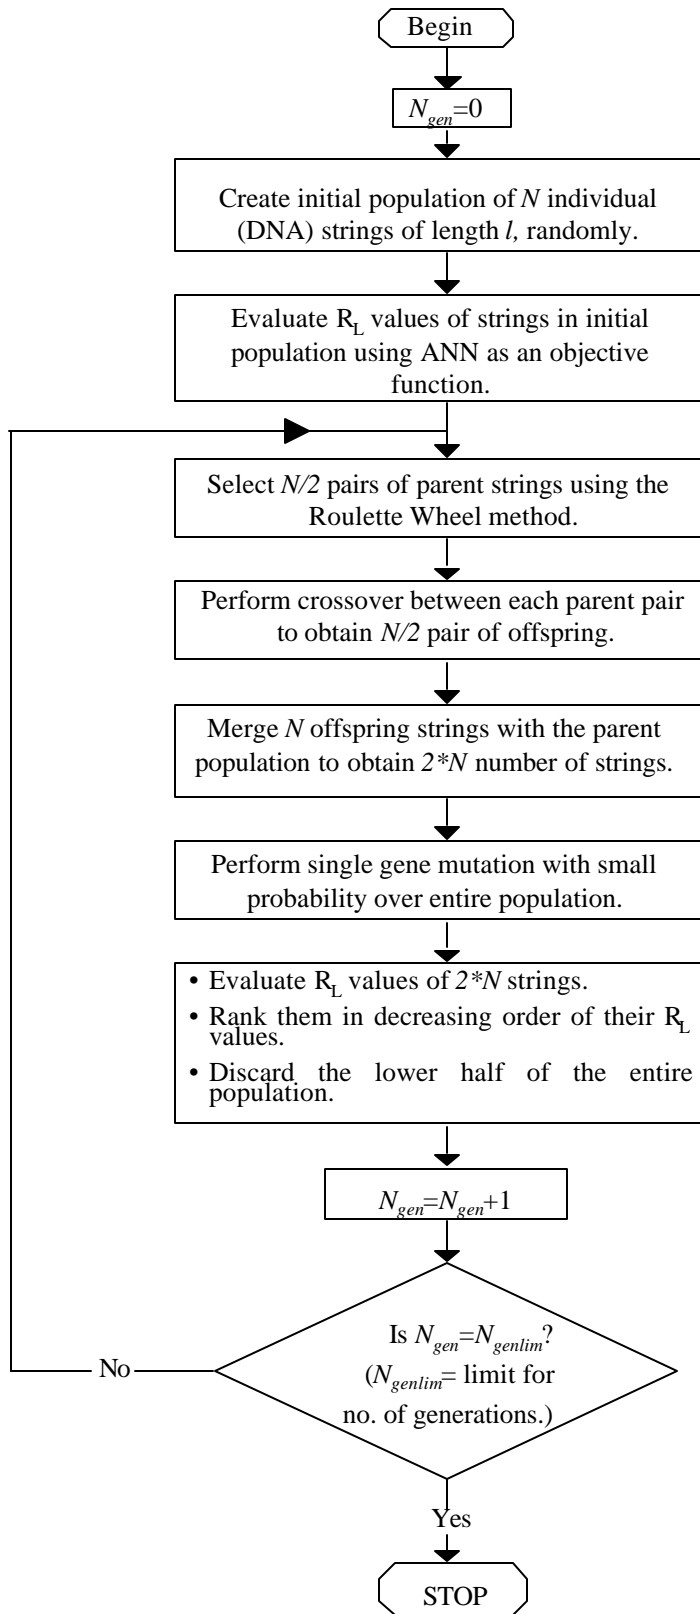 Begin
N_gen=0
Create initial population of N individual
(DNA) strings of length l, randomly.
Evaluate R_L values of strings in initial
population using ANN as an objective
function.
Select N/2 pairs of parent strings using the
Roulette Wheel method.
Perform crossover between each parent pair
to obtain N/2 pair of offspring.
Merge N offspring strings with the parent
population to obtain 2*N number of strings.
Perform single gene mutation with small
probability over entire population.
• Evaluate R_L values of 2*N strings.
• Rank them in decreasing order of their R_L
values.
• Discard the lower half of the entire
population.
N_gen=N_gen+1
Is N_gen=N_genlim?
(N_genlim= limit for
no. of generations.)
No
Yes
STOP